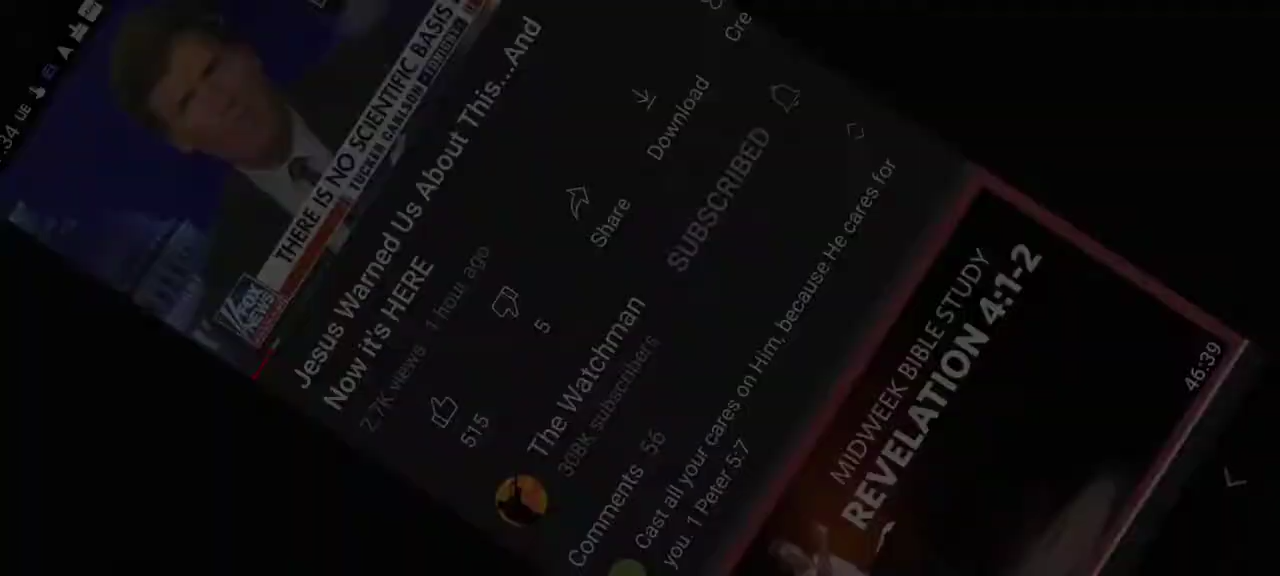 :34
THERE IS NO SCIENTIFIC BASIS
TUCKER CARLSON TONIGHT
FOX
NEWS
Jesus Warned Us About This...And
Now it's HERE
2.7K views 1 hour ago
515
5
Share
Download
Cre
The Watchman
308K subscribers
SUBSCRIBED
Comments 56
Cast all your cares on Him, because He cares for
you. 1 Peter 5:7
MIDWEEK BIBLE STUDY
REVELATION 4:1-2
46:39